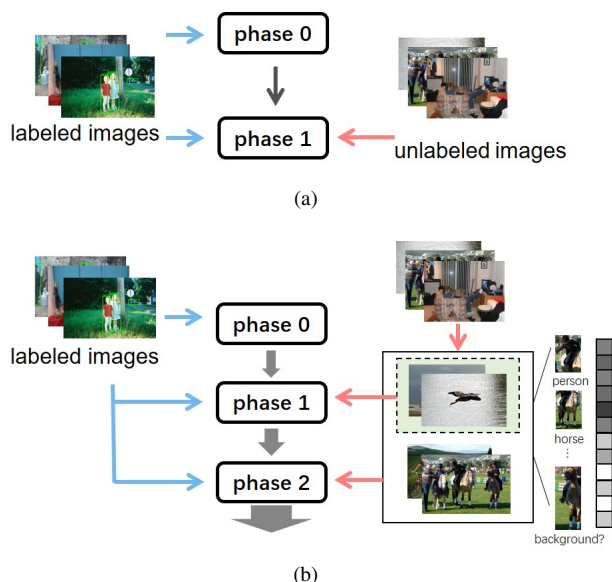 phase 0
labeled images
phase 1
unlabeled images
(a)
labeled images
phase 0
phase 1
phase 2
person
horse
⋮
background?
(b)